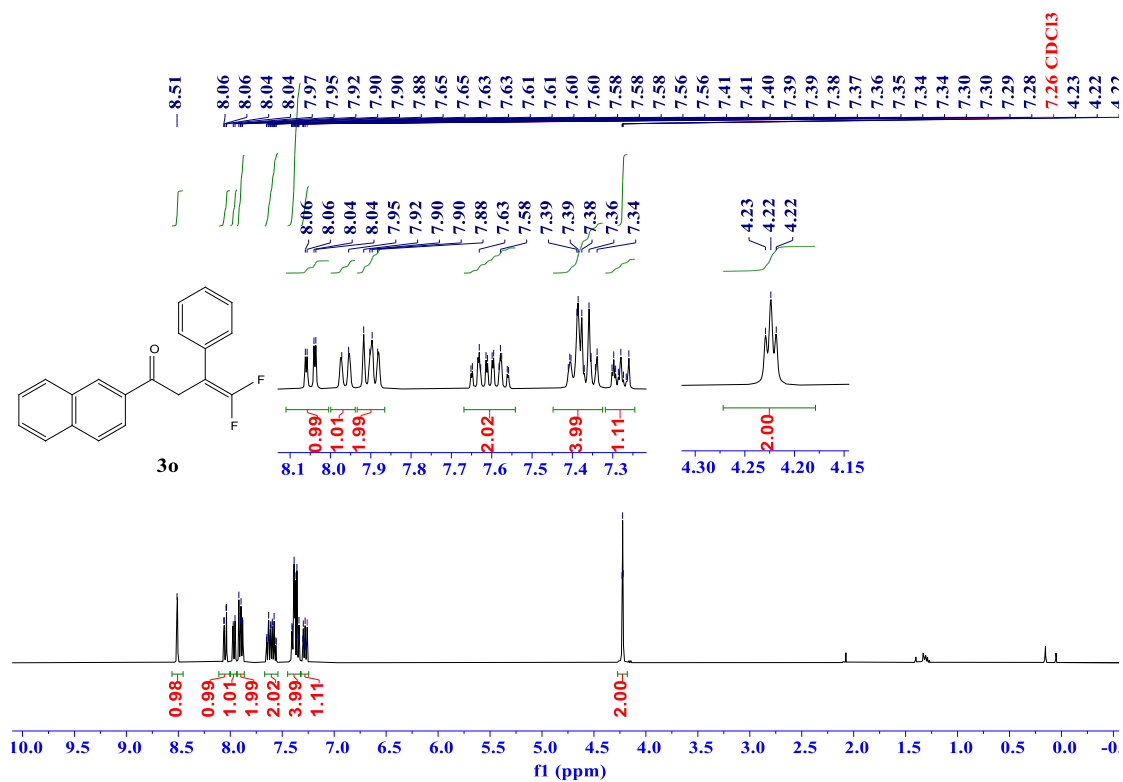 8.51 8.06 8.06 8.04 8.04 7.97 7.95 7.92 7.90 7.90 7.88 7.65 7.65 7.63 7.63 7.61 7.61 7.60 7.60 7.58 7.58 7.56 7.56 7.41 7.41 7.40 7.39 7.39 7.38 7.37 7.36 7.35 7.34 7.34 7.30 7.30 7.29 7.28 7.26 CDCl3 4.23 4.22 4.22
8.06 8.06 8.04 8.04 7.95 7.92 7.90 7.90 7.88 7.63 7.58 7.39 7.39 7.38 7.36 7.34
4.23 4.22 4.22
O
F
F
3o
0.99 1.01 1.99 2.02 3.99 1.11
2.00
8.1 8.0 7.9 7.8 7.7 7.6 7.5 7.4 7.3
4.30 4.25 4.20 4.15
0.98 0.99 1.01 1.99 2.02 3.99 1.11 2.00
10.0 9.5 9.0 8.5 8.0 7.5 7.0 6.5 6.0 5.5 5.0 4.5 4.0 3.5 3.0 2.5 2.0 1.5 1.0 0.5 0.0 -0.
f1 (ppm)